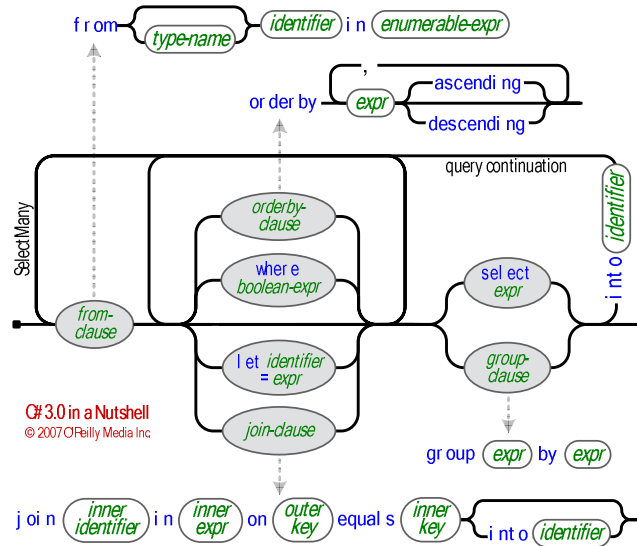 from type-name identifier in enumerable-expr
,
orderby expr ascending
descending
query continuation
SelectMany
into identifier
orderby-
clause
where
boolean-expr
select
expr
from-
clause
let identifier
= expr
group-
clause
join-clause
C# 3.0 in a Nutshell
© 2007 O'Reilly Media Inc
group expr by expr
join inner
identifier in inner
expr on outer
key equals inner
key
into identifier